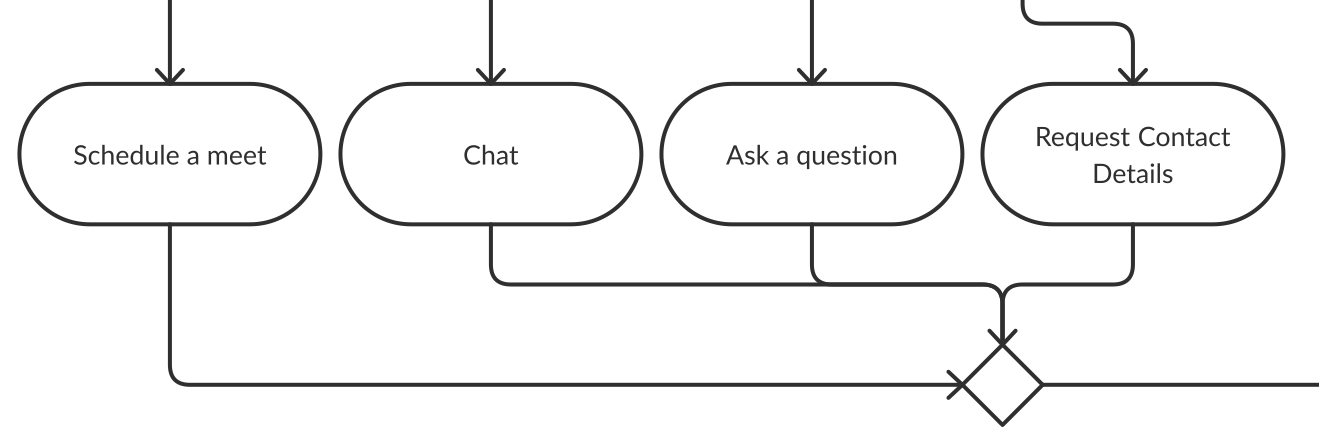 Schedule a meet
Chat
Ask a question
Request Contact
Details